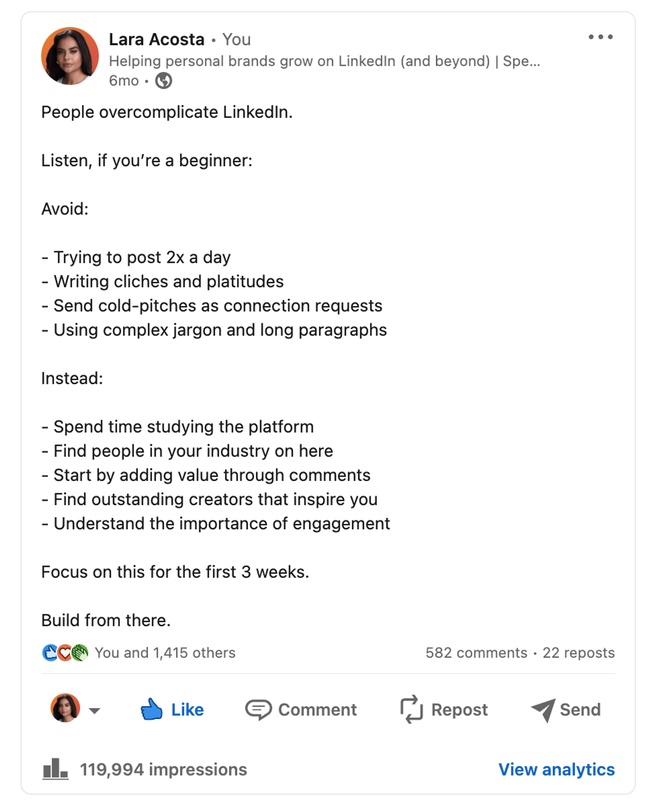 Lara Acosta • You
Helping personal brands grow on LinkedIn (and beyond) | Spe...
6mo •
People overcomplicate LinkedIn.
Listen, if you’re a beginner:
Avoid:
- Trying to post 2x a day
- Writing cliches and platitudes
- Send cold-pitches as connection requests
- Using complex jargon and long paragraphs
Instead:
- Spend time studying the platform
- Find people in your industry on here
- Start by adding value through comments
- Find outstanding creators that inspire you
- Understand the importance of engagement
Focus on this for the first 3 weeks.
Build from there.
You and 1,415 others 582 comments • 22 reposts
Like Comment Repost Send
119,994 impressions View analytics